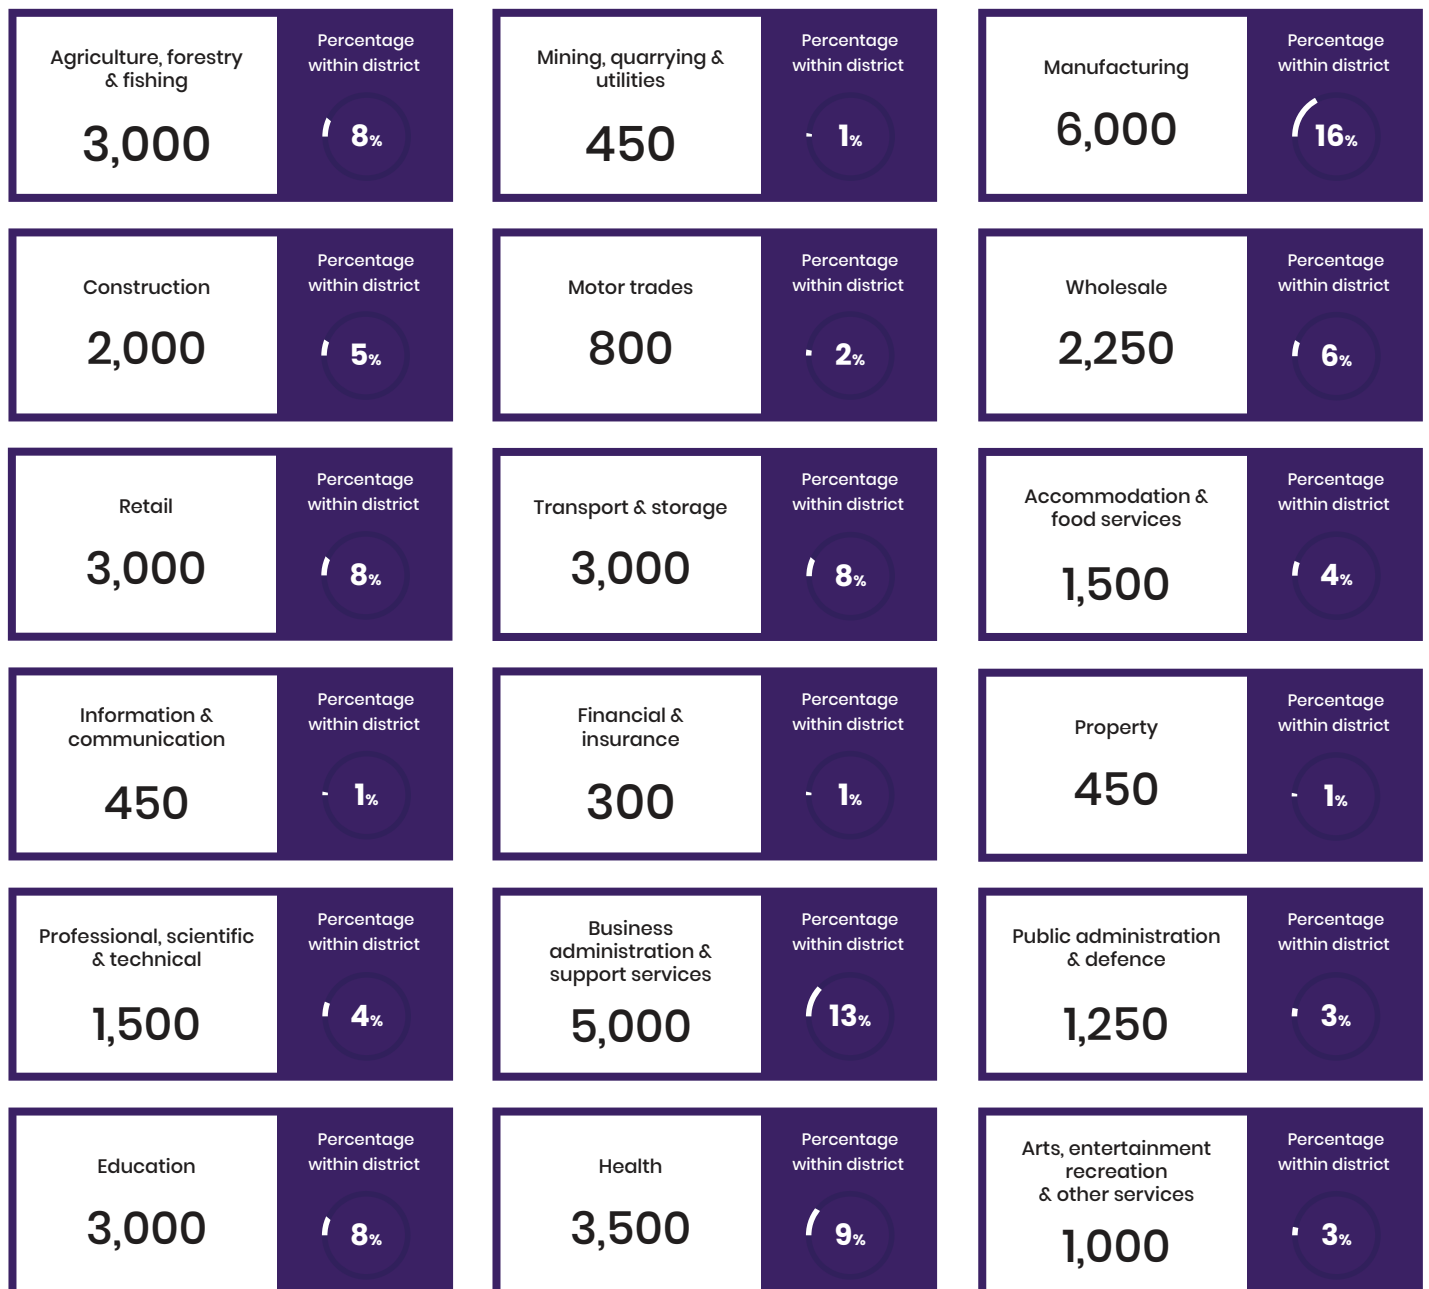 Agriculture, forestry
& fishing
3,000
Percentage
within district
8%
Mining, quarrying &
utilities
450
Percentage
within district
1%
Manufacturing
6,000
Percentage
within district
16%
Construction
2,000
Percentage
within district
5%
Motor trades
800
Percentage
within district
2%
Wholesale
2,250
Percentage
within district
6%
Retail
3,000
Percentage
within district
8%
Transport & storage
3,000
Percentage
within district
8%
Accommodation &
food services
1,500
Percentage
within district
4%
Information &
communication
450
Percentage
within district
1%
Financial &
insurance
300
Percentage
within district
1%
Property
450
Percentage
within district
1%
Professional, scientific
& technical
1,500
Percentage
within district
4%
Business
administration &
support services
5,000
Percentage
within district
13%
Public administration
& defence
1,250
Percentage
within district
3%
Education
3,000
Percentage
within district
8%
Health
3,500
Percentage
within district
9%
Arts, entertainment
recreation
& other services
1,000
Percentage
within district
3%